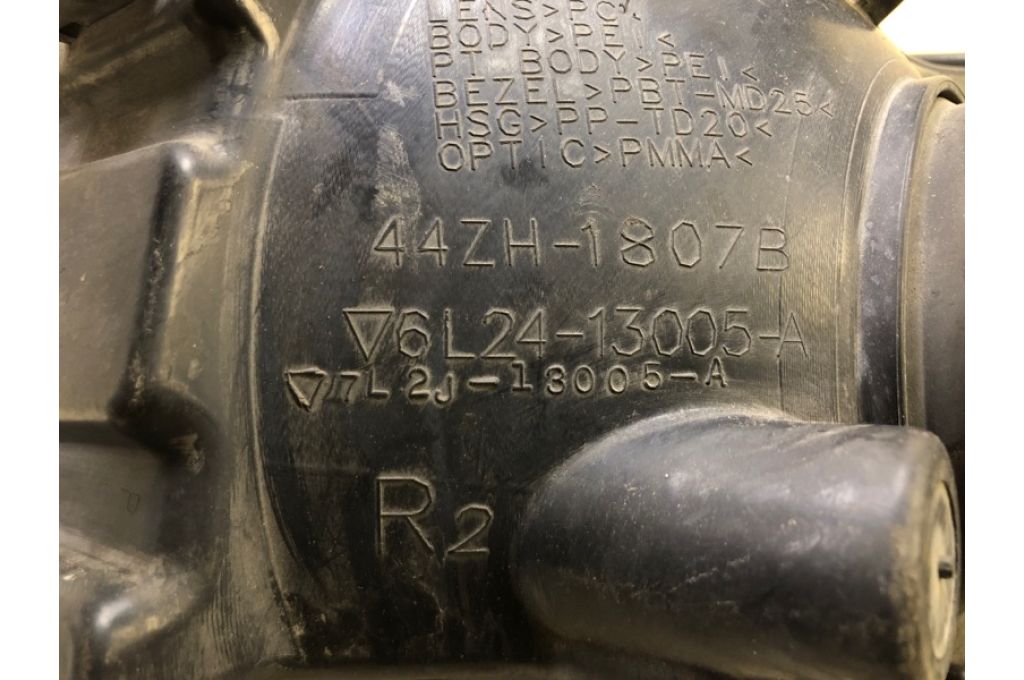 LENS>PC<
BODY>PEI<
PT BODY>PEI<
BEZEL>PBT-MD25<
HSG>PP-TD20<
OPTIC>PMMA<
44ZH-1807B
▽6L24-13005-A
▽7L2J-13005-A
R2